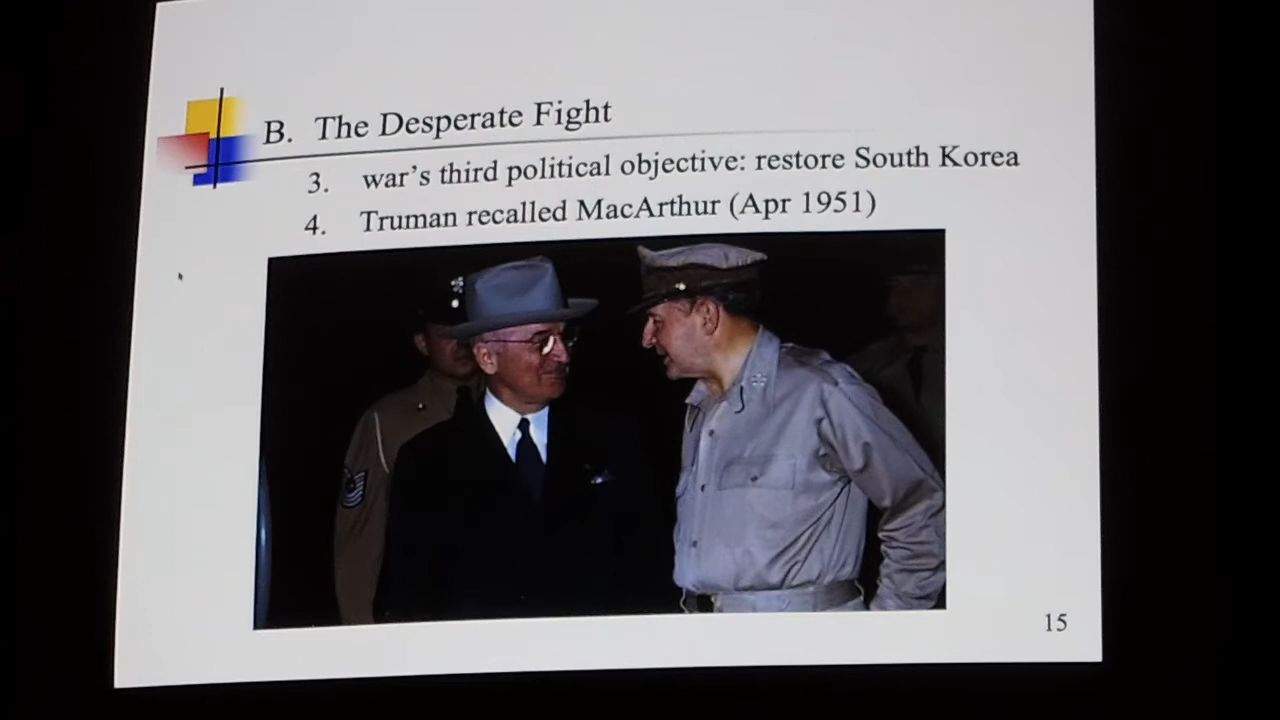 B. The Desperate Fight
3. war's third political objective: restore South Korea
4. Truman recalled MacArthur (Apr 1951)
15